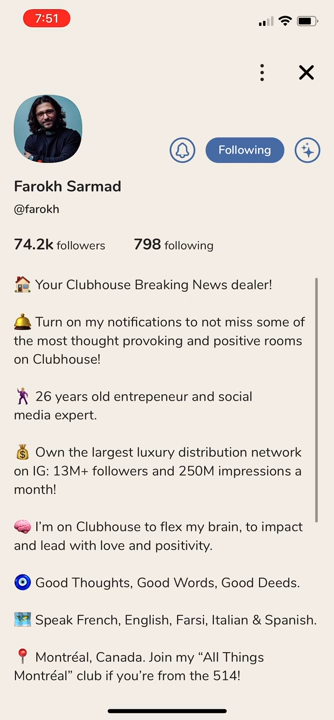 7:51
Following
Farokh Sarmad
@farokh
74.2k followers 798 following
🏠 Your Clubhouse Breaking News dealer!
🛎️ Turn on my notifications to not miss some of
the most thought provoking and positive rooms
on Clubhouse!
🕺 26 years old entrepeneur and social
media expert.
💰 Own the largest luxury distribution network
on IG: 13M+ followers and 250M impressions a
month!
🧠 I'm on Clubhouse to flex my brain, to impact
and lead with love and positivity.
🧿 Good Thoughts, Good Words, Good Deeds.
🗺️ Speak French, English, Farsi, Italian & Spanish.
📍 Montréal, Canada. Join my “All Things
Montréal” club if you're from the 514!